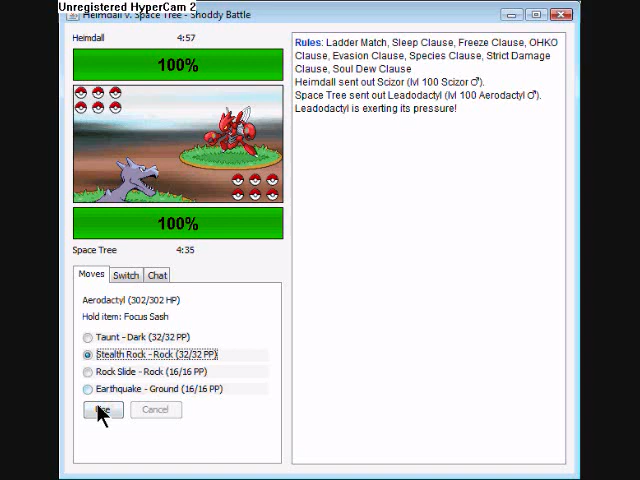 Unregistered HyperCam 2
Heimdall v. Space Tree - Shoddy Battle
Heimdall 4:57
100%
100%
Space Tree 4:35
Moves Switch Chat
Aerodactyl (302/302 HP)
Hold item: Focus Sash
Taunt - Dark (32/32 PP)
Stealth Rock - Rock (32/32 PP)
Rock Slide - Rock (16/16 PP)
Earthquake - Ground (16/16 PP)
Cancel
Rules: Ladder Match, Sleep Clause, Freeze Clause, OHKO
Clause, Evasion Clause, Species Clause, Strict Damage
Clause, Soul Dew Clause
Heimdall sent out Scizor (lvl 100 Scizor ♂).
Space Tree sent out Leadodactyl (lvl 100 Aerodactyl ♂).
Leadodactyl is exerting its pressure!